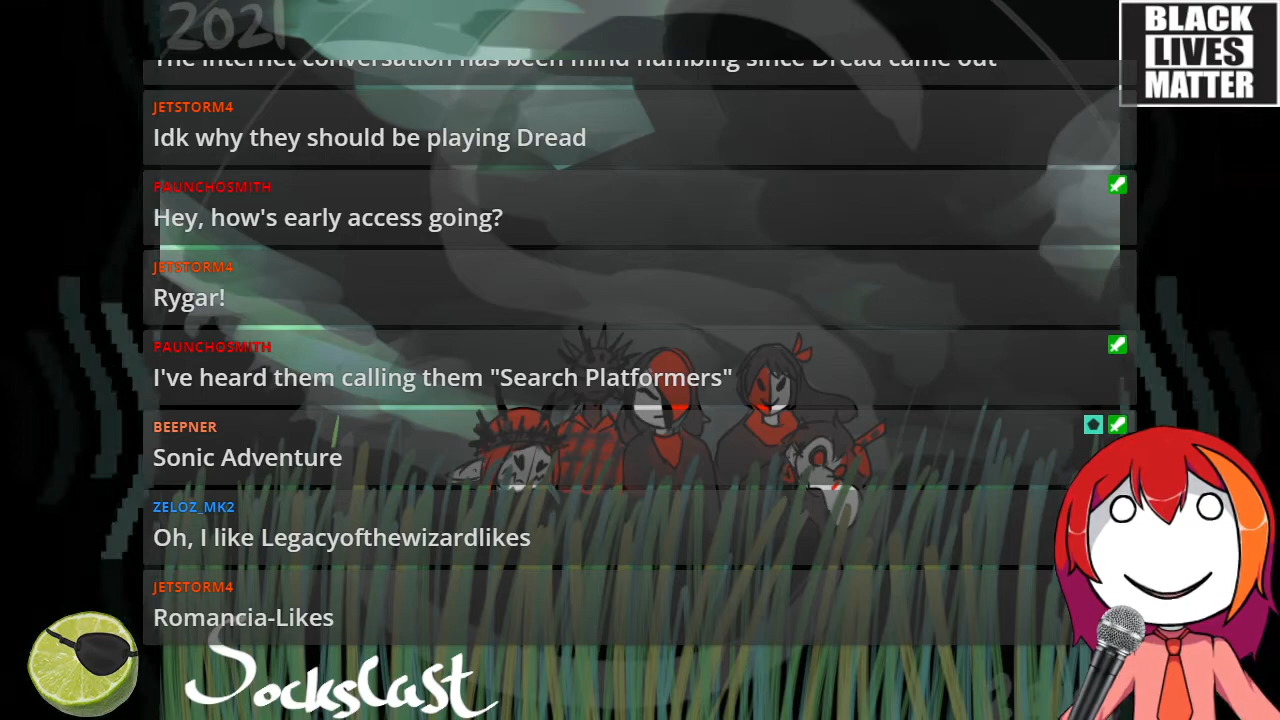 2021
The internet conversation has been mind numbing since Dread came out
JETSTORM4
Idk why they should be playing Dread
PAUNCHOSMITH
Hey, how's early access going?
JETSTORM4
Rygar!
PAUNCHOSMITH
I've heard them calling them "Search Platformers"
BEEPNER
Sonic Adventure
ZELOZ_MK2
Oh, I like Legacyofthewizardlikes
JETSTORM4
Romancia-Likes
SocksCast
BLACK
LIVES
MATTER